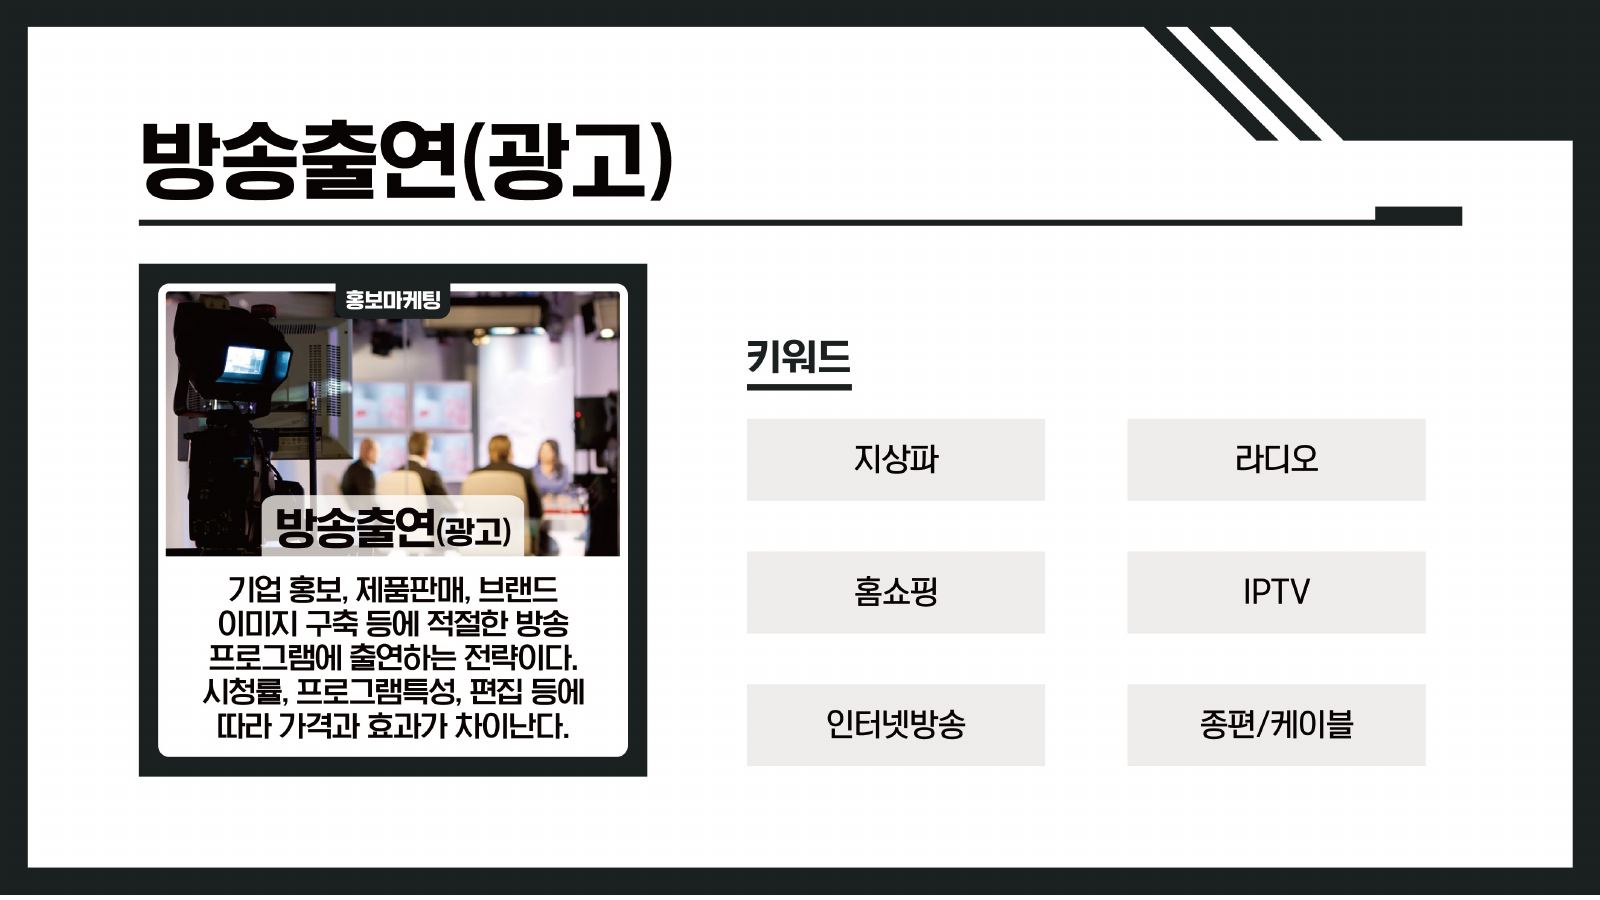 방송출연(광고)
홍보마케팅
방송출연(광고)
기업 홍보, 제품판매, 브랜드
이미지 구축 등에 적절한 방송
프로그램에 출연하는 전략이다.
시청률, 프로그램특성, 편집 등에
따라 가격과 효과가 차이난다.
키워드
지상파
라디오
홈쇼핑
IPTV
인터넷방송
종편/케이블